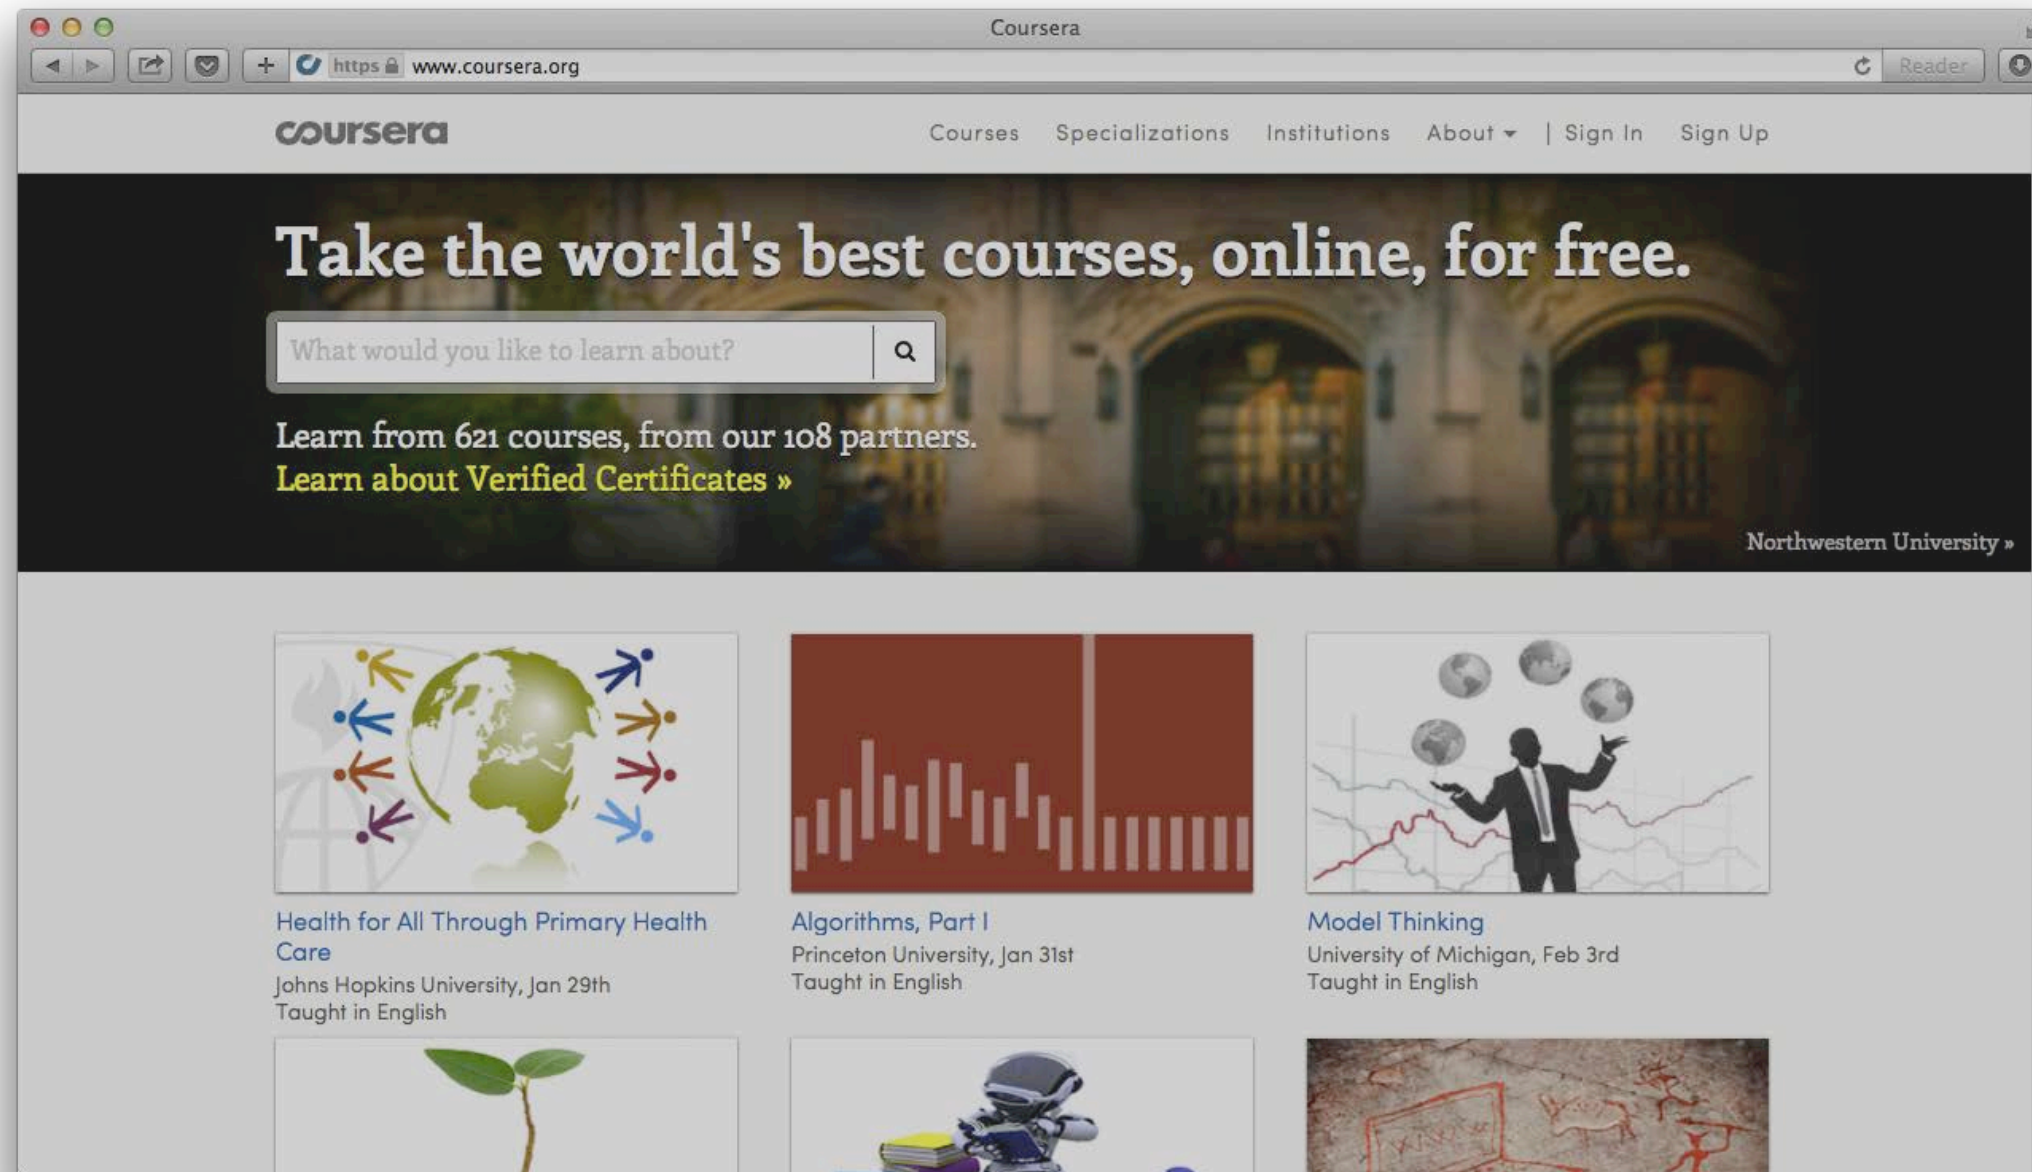 Coursera
https www.coursera.org
Reader
coursera
Courses Specializations Institutions About | Sign In Sign Up
Take the world's best courses, online, for free.
What would you like to learn about?
Learn from 621 courses, from our 108 partners.
Learn about Verified Certificates »
Northwestern University »
Health for All Through Primary Health
Care
Johns Hopkins University, Jan 29th
Taught in English
Algorithms, Part I
Princeton University, Jan 31st
Taught in English
Model Thinking
University of Michigan, Feb 3rd
Taught in English